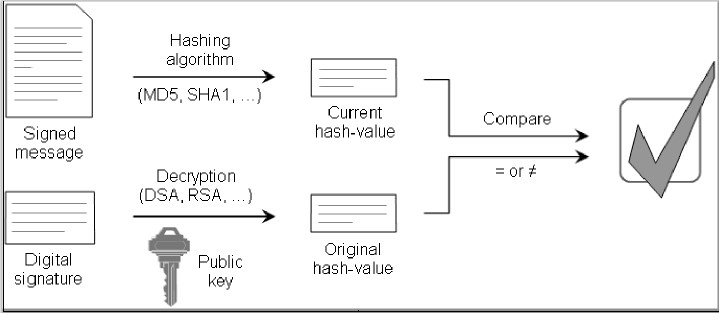 Hashing
algorithm
(MD5, SHA1, ...)
Signed
message
Current
hash-value
Compare
= or ≠
Decryption
(DSA, RSA, ...)
Digital
signature
Public
key
Original
hash-value